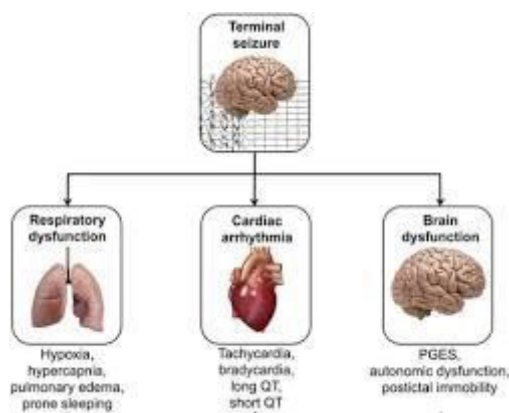 Terminal
seizure
Respiratory
dysfunction
Cardiac
arrhythmia
Brain
dysfunction
Hypoxia,
hypercapnia,
pulmonary edema,
prone sleeping
Tachycardia,
bradycardia,
long QT,
short QT
PGES,
autonomic dysfunction,
postictal immobility